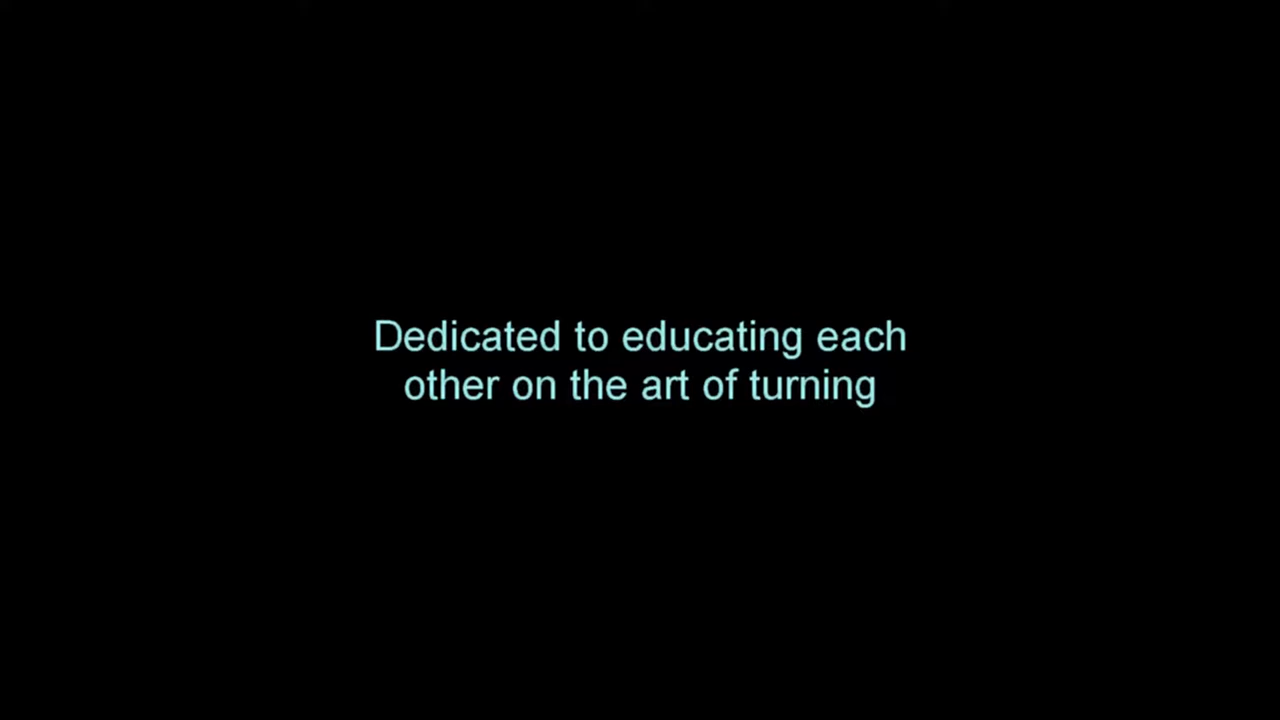 Dedicated to educating each
other on the art of turning